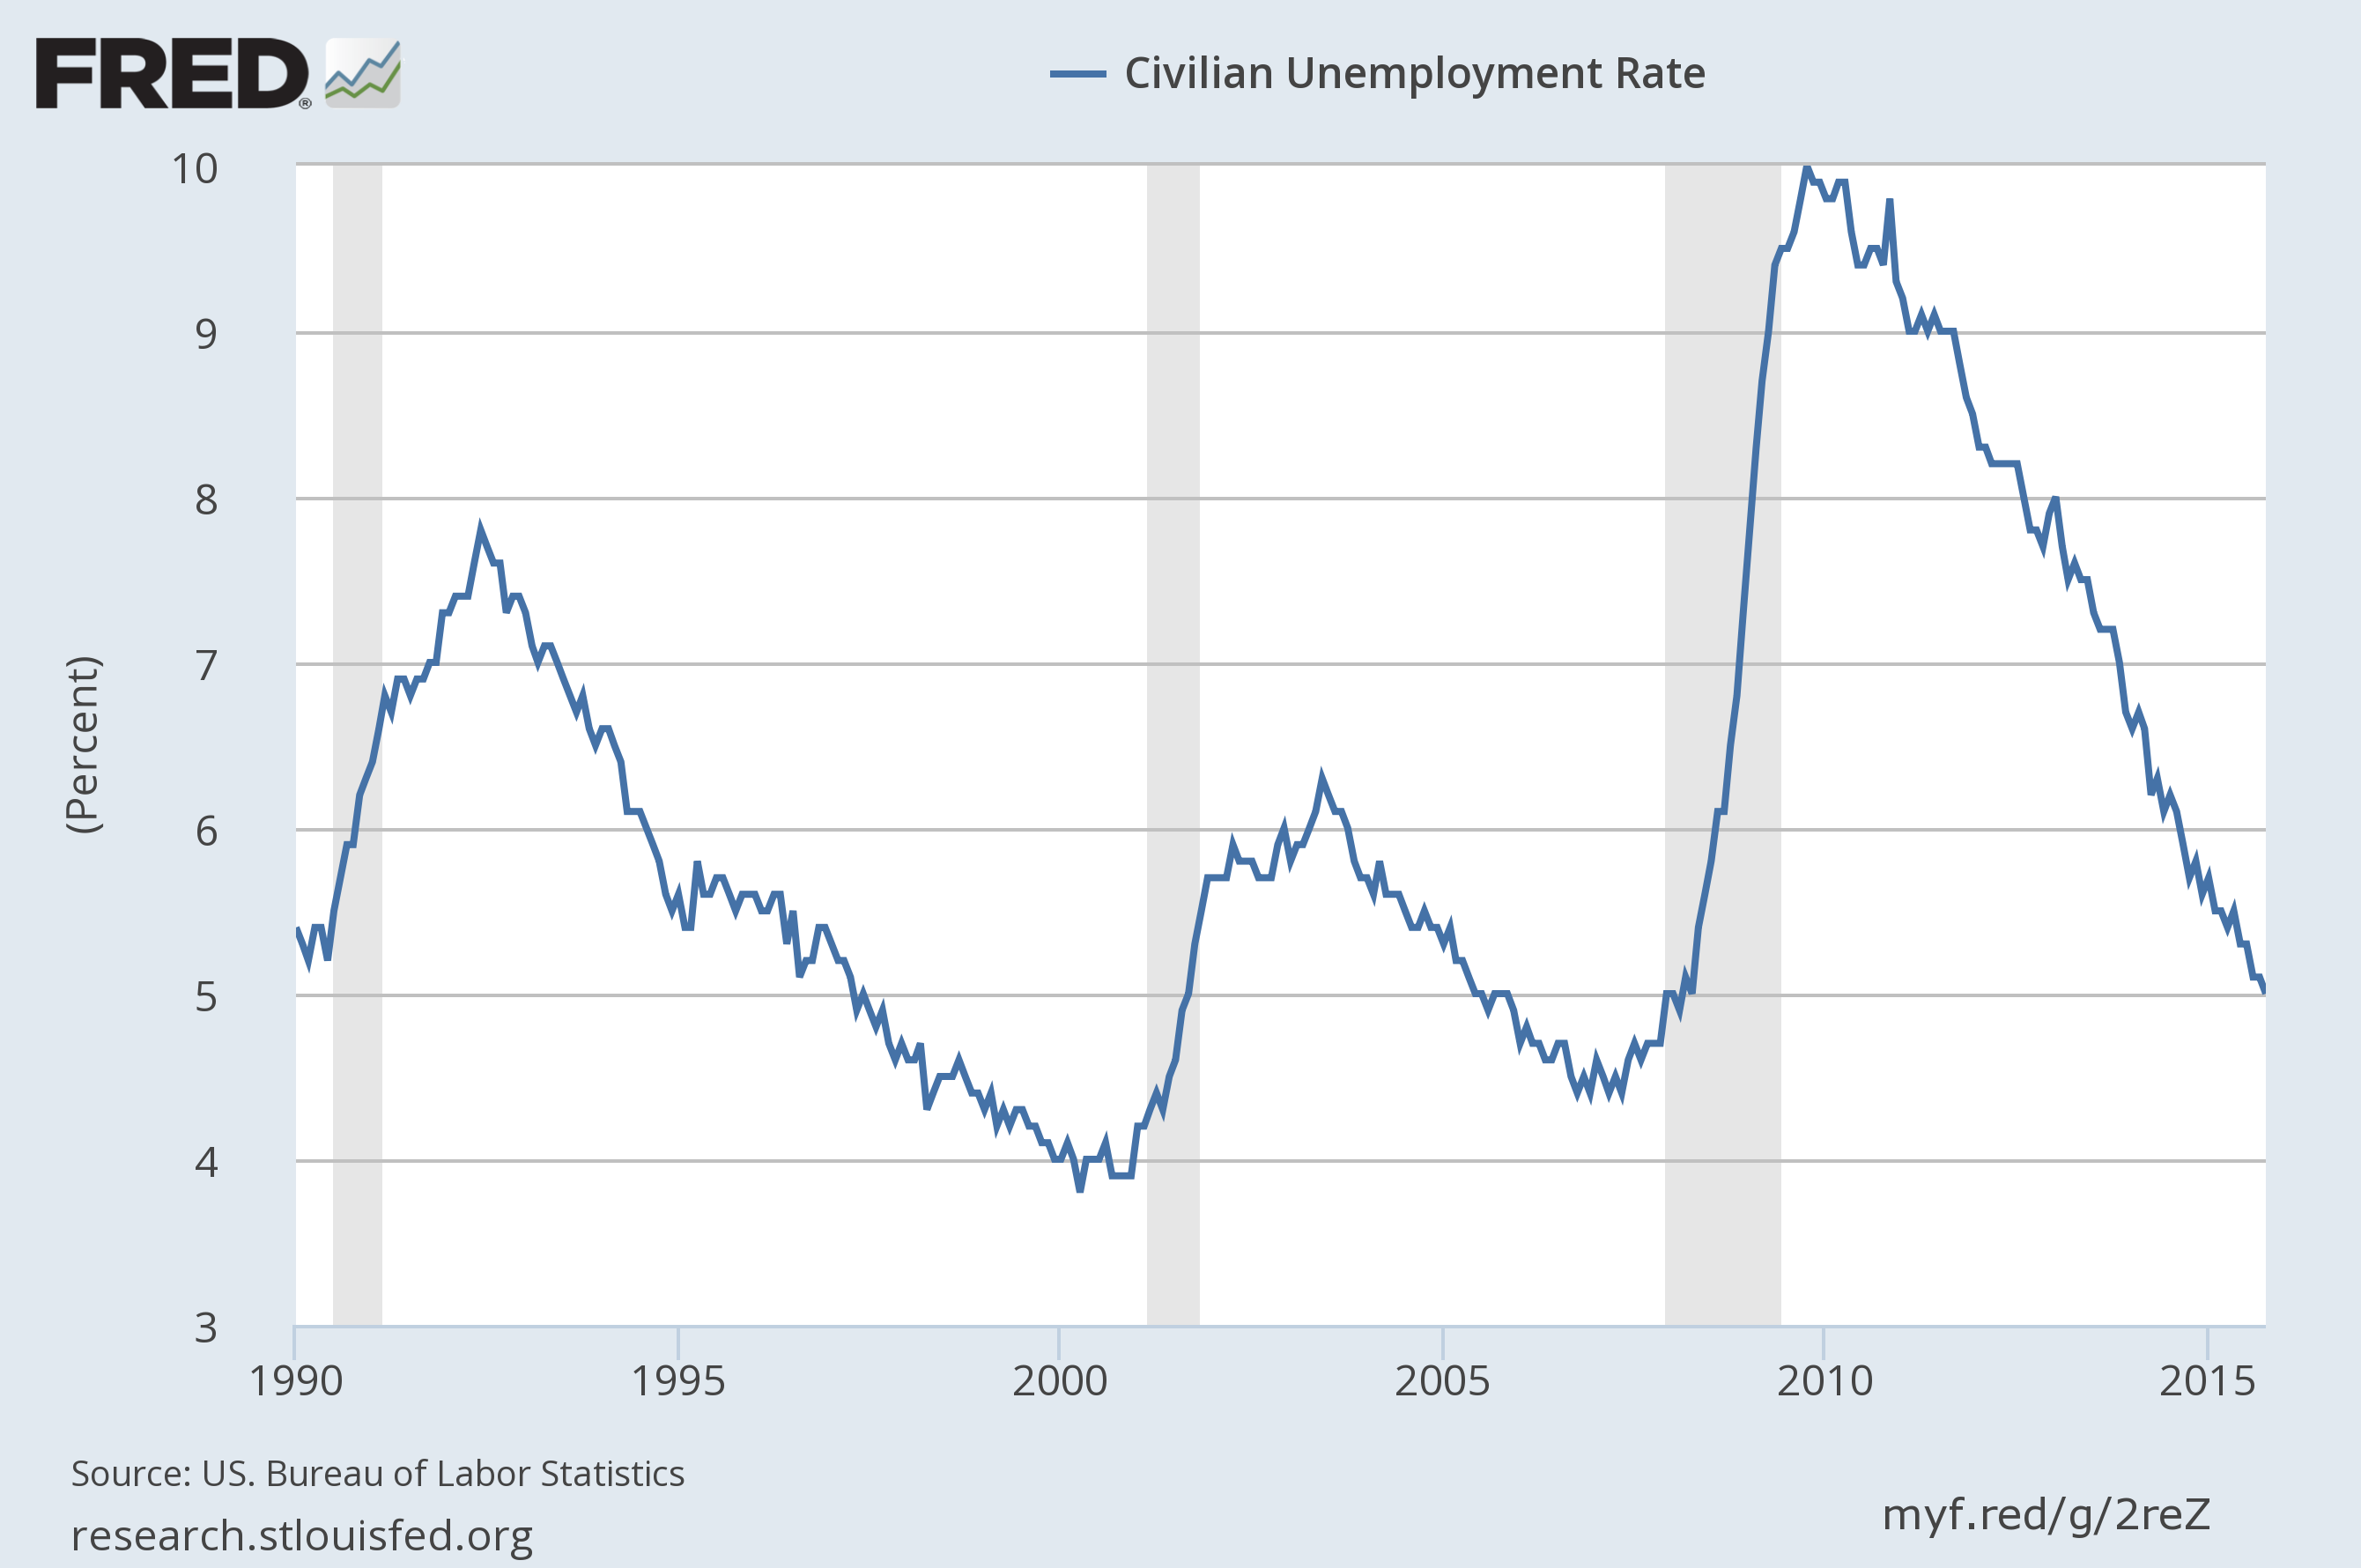 FRED®
Civilian Unemployment Rate
10
9
8
7
6
5
4
3
(Percent)
1990 1995 2000 2005 2010 2015
Source: US. Bureau of Labor Statistics
research.stlouisfed.org
myf.red/g/2reZ